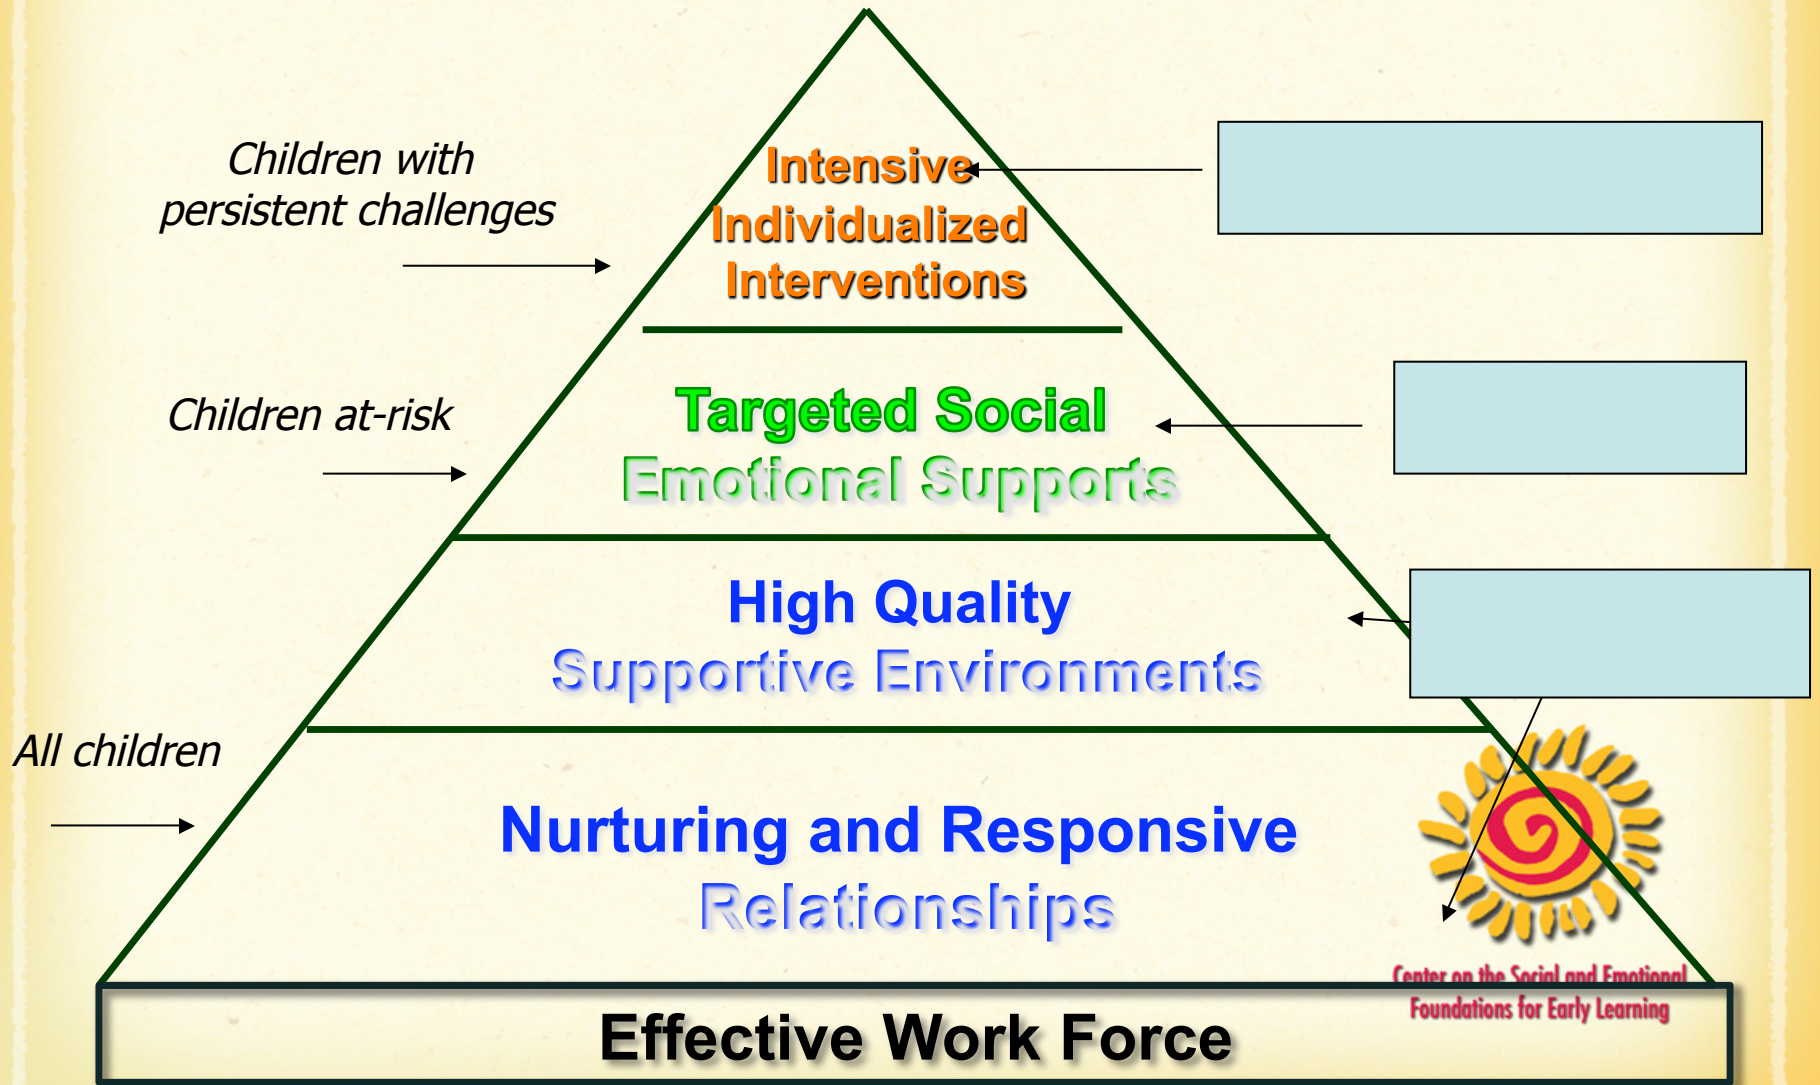 Children with
persistent challenges
Intensive
Individualized
Interventions
Children at-risk
Targeted Social
Emotional Supports
High Quality
Supportive Environments
All children
Nurturing and Responsive
Relationships
Center on the Social and Emotional
Foundations for Early Learning
Effective Work Force